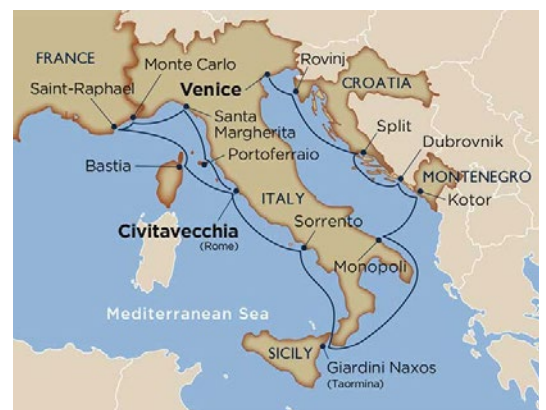 FRANCE
Monte Carlo
Rovinj
Saint-Raphael
Venice
CROATIA
Santa
Margherita
Split
Portoferraio
Dubrovnik
Bastia
MONTENEGRO
Kotor
ITALY
Civitavecchia
(Rome)
Sorrento
Monopoli
Mediterranean Sea
SICILY
Giardini Naxos
(Taormina)